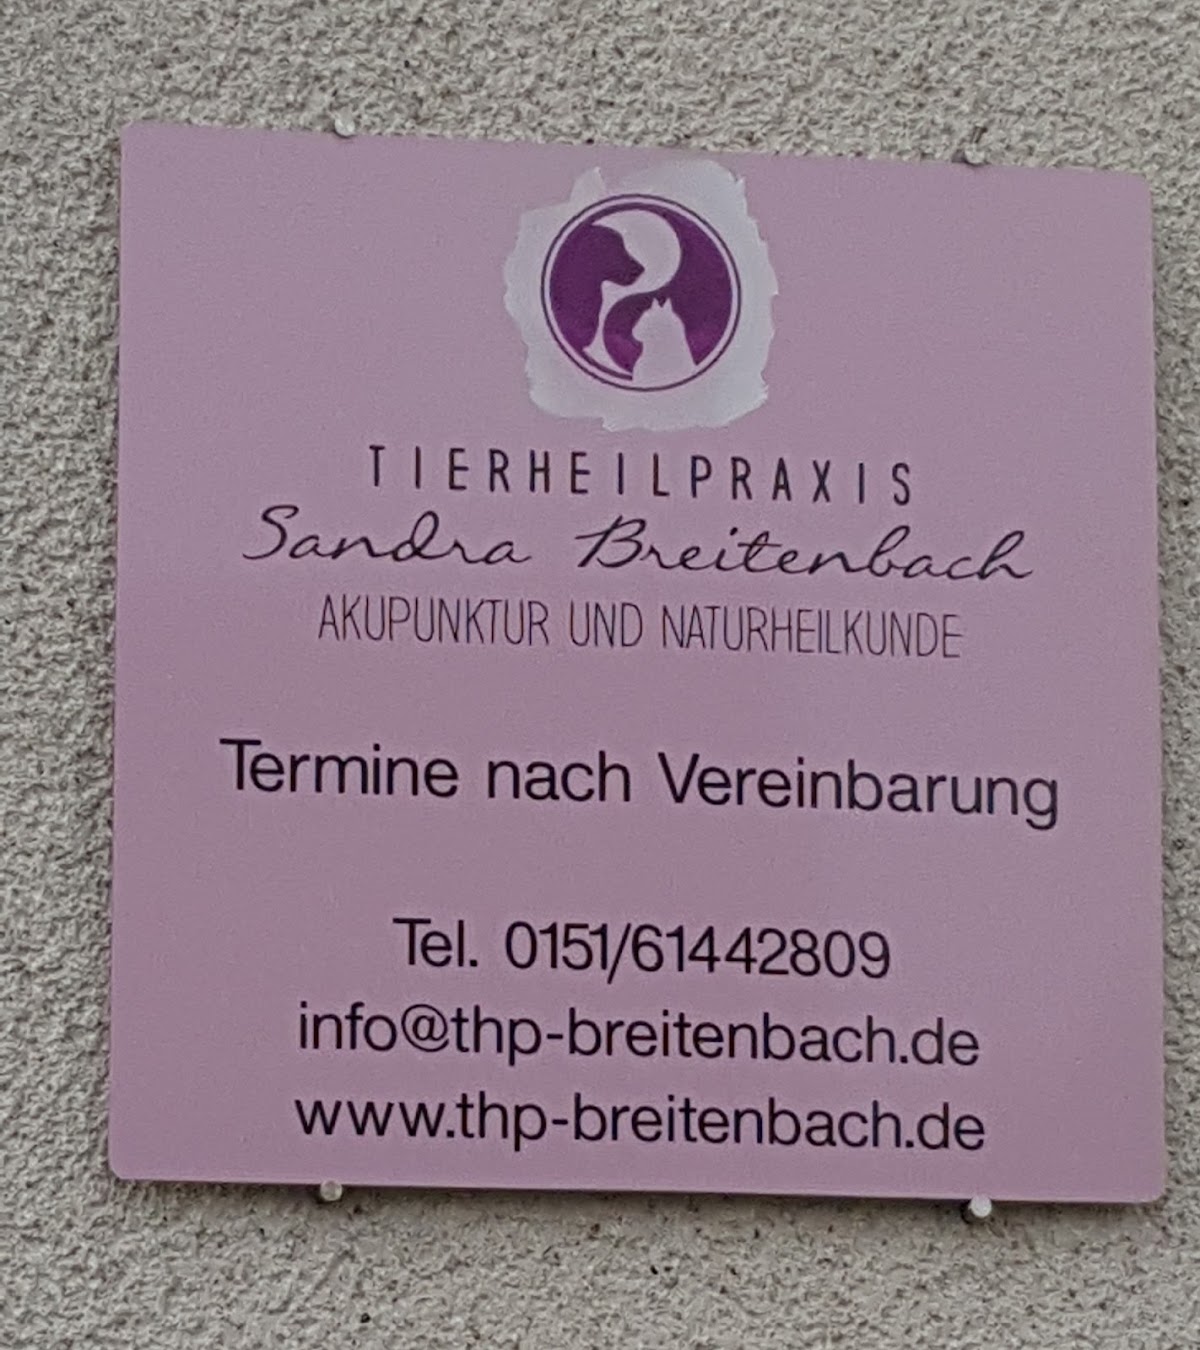 TIERHEILPRAXIS
Sandra Breitenbach
AKUPUNKTUR UND NATURHEILKUNDE
Termine nach Vereinbarung
Tel. 0151/61442809
info@thp-breitenbach.de
www.thp-breitenbach.de